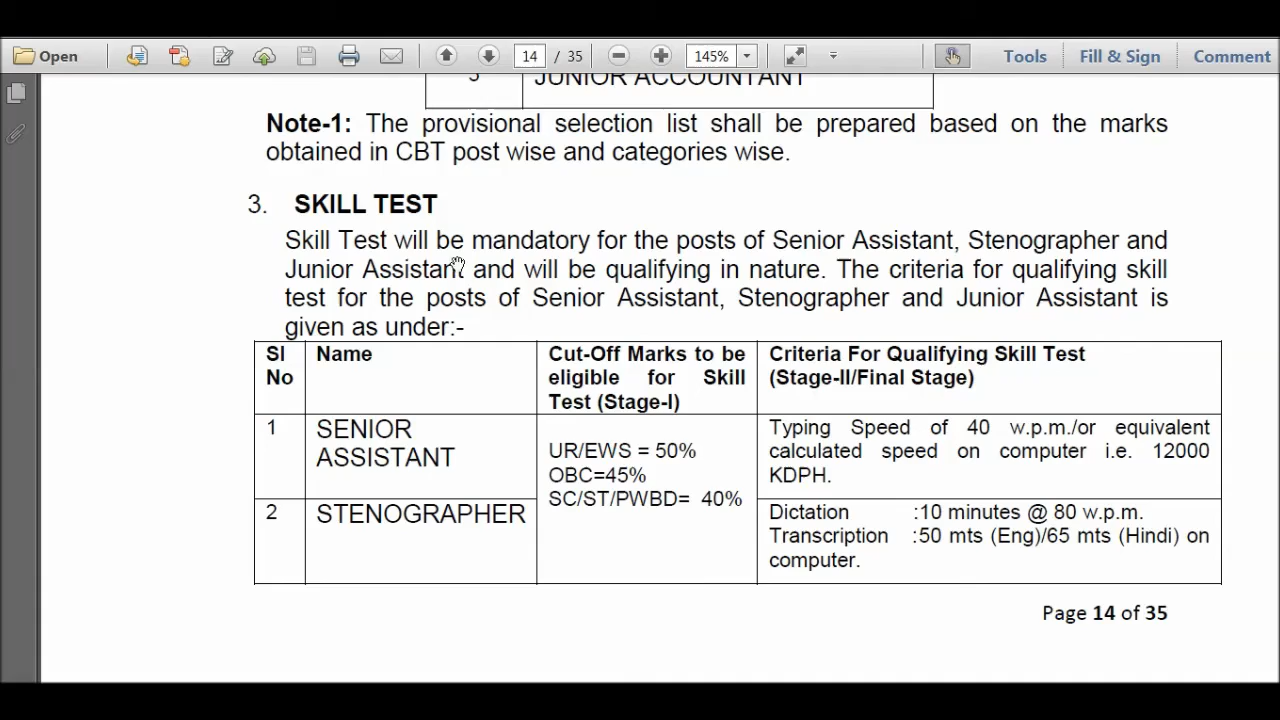 Open 14 / 35 145% Tools Fill & Sign Comment
JUNIOR ACCOUNTANT
Note-1: The provisional selection list shall be prepared based on the marks
obtained in CBT post wise and categories wise.
3. SKILL TEST
Skill Test will be mandatory for the posts of Senior Assistant, Stenographer and
Junior Assistant and will be qualifying in nature. The criteria for qualifying skill
test for the posts of Senior Assistant, Stenographer and Junior Assistant is
given as under:-
Sl Name Cut-Off Marks to be Criteria For Qualifying Skill Test
No eligible for Skill (Stage-II/Final Stage)
Test (Stage-I)
1 SENIOR Typing Speed of 40 w.p.m./or equivalent
ASSISTANT UR/EWS = 50% calculated speed on computer i.e. 12000
OBC=45% KDPH.
SC/ST/PWBD= 40%
2 STENOGRAPHER Dictation :10 minutes @ 80 w.p.m.
Transcription :50 mts (Eng)/65 mts (Hindi) on
computer.
Page 14 of 35